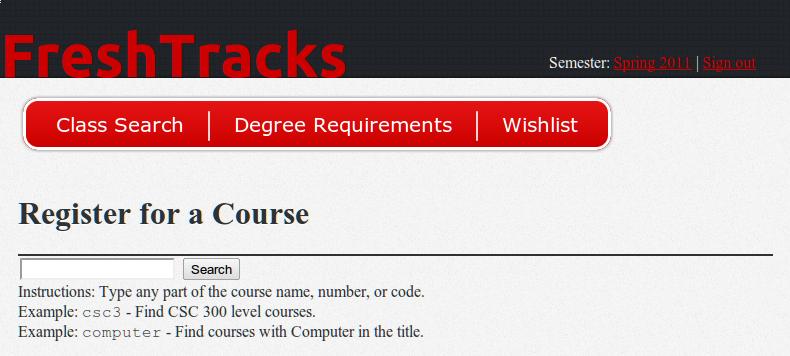 FreshTracks
Semester: Spring 2011 | Sign out
Class Search | Degree Requirements | Wishlist
Register for a Course
Search
Instructions: Type any part of the course name, number, or code.
Example: csc3 - Find CSC 300 level courses.
Example: computer - Find courses with Computer in the title.